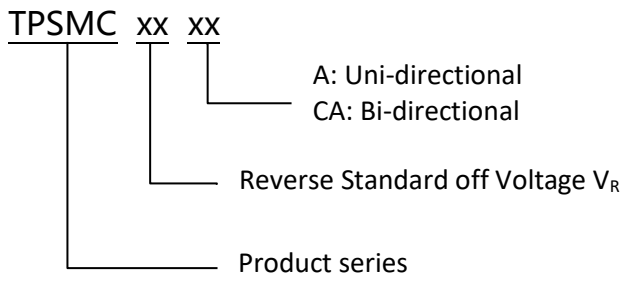 TPSMC xx xx
A: Uni-directional
CA: Bi-directional
Reverse Standard off Voltage VR
Product series